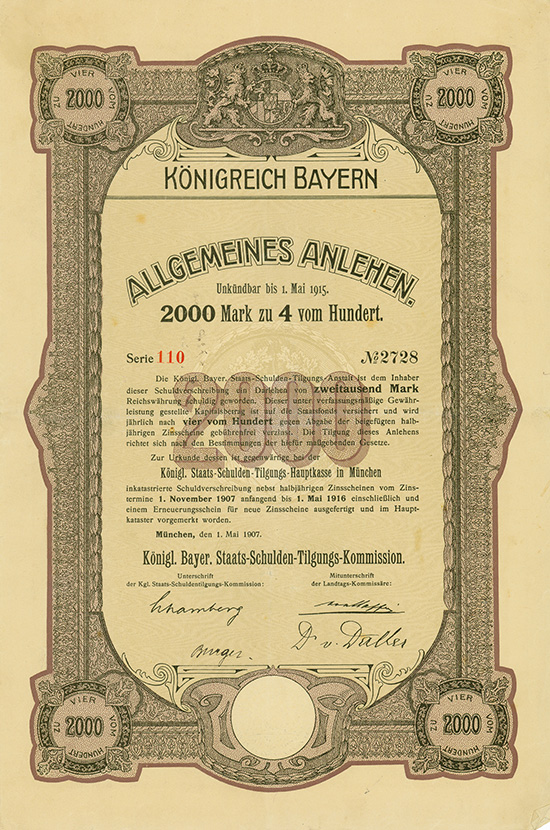 VIER VOM HUNDERT ZU 2000
VIER VOM HUNDERT ZU 2000
KÖNIGREICH BAYERN
ALLGEMEINES ANLEHEN.
Unkündbar bis 1. Mai 1915.
2000 Mark zu 4 vom Hundert.
Serie 110 № 2728
2000
Die Königl. Bayer. Staats-Schulden-Tilgungs-Anstalt ist dem Inhaber
dieser Schuldverschreibung ein Darlehen von zweitausend Mark
Reichswährung schuldig geworden. Dieser unter verfassungsmäßige Gewähr-
leistung gestellte Kapitalsbetrag ist auf die Staatsfonds versichert und wird
jährlich nach vier vom Hundert gegen Abgabe der beigefügten halb-
jährigen Zinsscheine gebührenfrei verzinst. Die Tilgung dieses Anlehens
richtet sich nach den Bestimmungen der hiefür maßgebenden Gesetze.
Zur Urkunde dessen ist gegenwärtige bei der
Königl. Staats-Schulden-Tilgungs-Hauptkasse in München
inkatastrierte Schuldverschreibung nebst halbjährigen Zinsscheinen vom Zins-
termine 1. November 1907 anfangend bis 1. Mai 1916 einschließlich und
einem Erneuerungsschein für neue Zinsscheine ausgefertigt und im Haupt-
kataster vorgemerkt worden.
München, den 1. Mai 1907.
Königl. Bayer. Staats-Schulden-Tilgungs-Kommission.
Unterschrift Mitunterschrift
der Kgl. Staats-Schuldentilgungs-Kommission: der Landtags-Kommissäre:
Burger. Dr. v. Daller
VIER VOM HUNDERT ZU 2000
VIER VOM HUNDERT ZU 2000